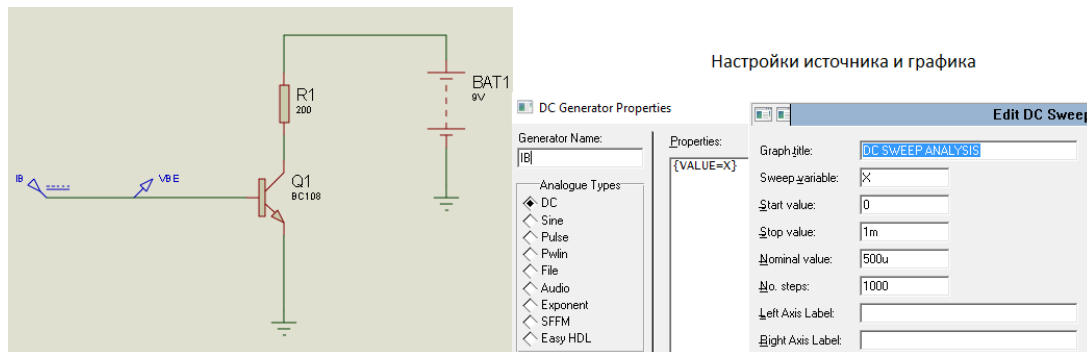 R1
200
BAT1
9V
IB
VBE
Q1
BC108
Настройки источника и графика
DC Generator Properties
Generator Name:
IB
Analogue Types
DC
Sine
Pulse
Pwlin
File
Audio
Exponent
SFFM
Easy HDL
Properties:
{VALUE=X}
Edit DC Sweep
Graph title:
DC SWEEP ANALYSIS
Sweep variable:
X
Start value:
0
Stop value:
1m
Nominal value:
500u
No. steps:
1000
Left Axis Label:
Right Axis Label: